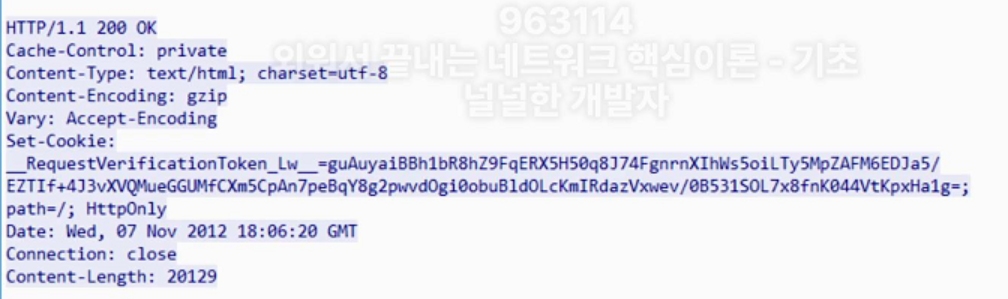 963114
외워서 끝내는 네트워크 핵심이론 - 기초
널널한 개발자
HTTP/1.1 200 OK
Cache-Control: private
Content-Type: text/html; charset=utf-8
Content-Encoding: gzip
Vary: Accept-Encoding
Set-Cookie:
__RequestVerificationToken_Lw__=guAuyaiBBh1bR8hZ9FqERX5H50q8J74FgnrnXIhWs5oiLTy5MpZAFM6EDJa5/
EZTIf+4J3vXVQMueGGUMfCXm5CpAn7peBqY8g2pwvdOgi0obuBldOLcKmIRdazVxwev/0B531SOL7x8fnK044VtKpxHa1g=;
path=/; HttpOnly
Date: Wed, 07 Nov 2012 18:06:20 GMT
Connection: close
Content-Length: 20129